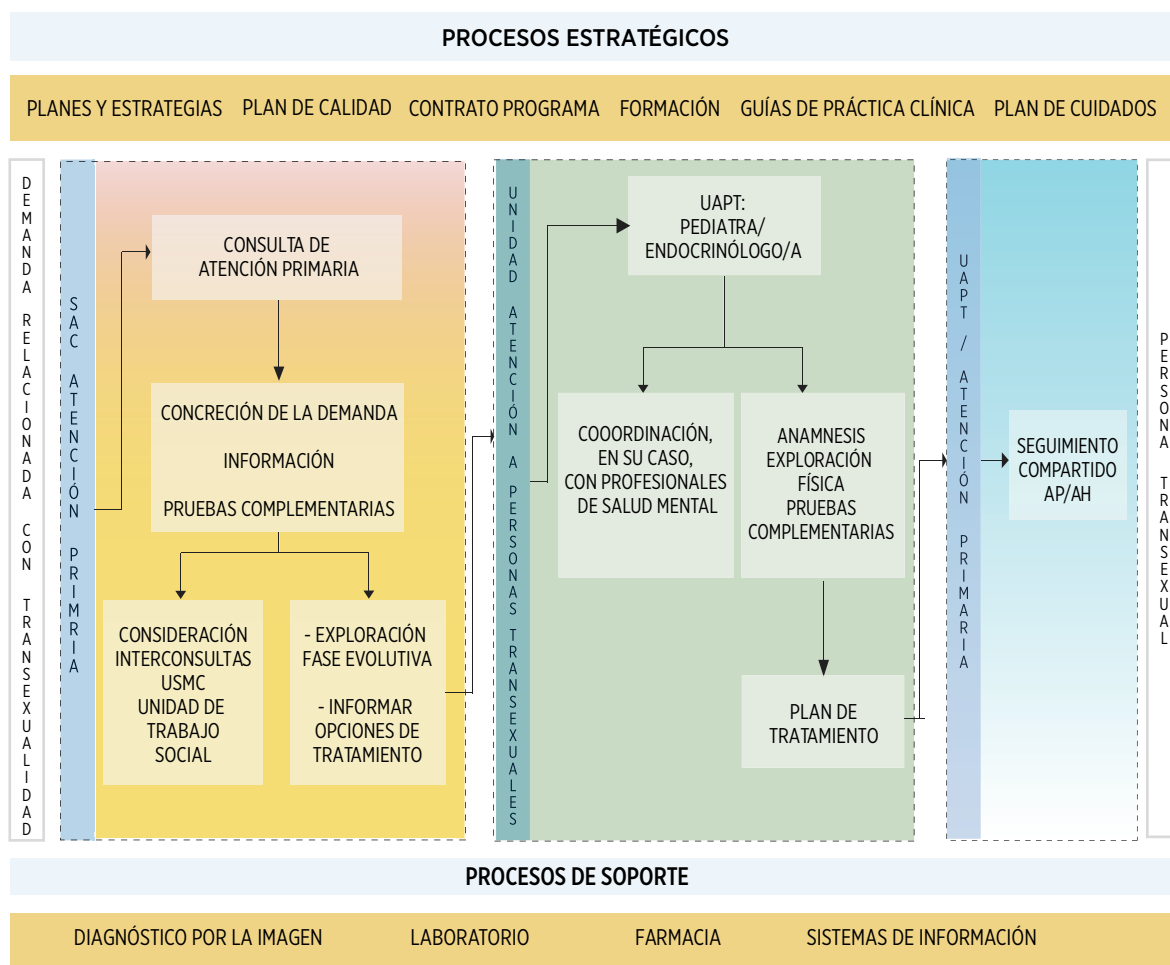 PROCESOS ESTRATÉGICOS
PLANES Y ESTRATEGIAS PLAN DE CALIDAD CONTRATO PROGRAMA FORMACIÓN GUÍAS DE PRÁCTICA CLÍNICA PLAN DE CUIDADOS
DEMANDA RELACIONADA CON TRANSEXUALIDAD
SAC ATENCIÓN PRIMRIA
CONSULTA DE
ATENCIÓN PRIMARIA
CONCRECIÓN DE LA DEMANDA
INFORMACIÓN
PRUEBAS COMPLEMENTARIAS
CONSIDERACIÓN
INTERCONSULTAS
USMC
UNIDAD DE
TRABAJO
SOCIAL
- EXPLORACIÓN
FASE EVOLUTIVA
- INFORMAR
OPCIONES DE
TRATAMIENTO
UNIDAD ATENCIÓN A PERSONAS TRANSEXUALES
UAPT:
PEDIATRA/
ENDOCRINÓLOGO/A
COOORDINACIÓN,
EN SU CASO,
CON PROFESIONALES
DE SALUD MENTAL
ANAMNESIS
EXPLORACIÓN
FÍSICA
PRUEBAS
COMPLEMENTARIAS
PLAN DE
TRATAMIENTO
UAPT / ATENCIÓN PRIMARIA
SEGUIMIENTO
COMPARTIDO
AP/AH
PERSONA TRANSEXUAL
PROCESOS DE SOPORTE
DIAGNÓSTICO POR LA IMAGEN LABORATORIO FARMACIA SISTEMAS DE INFORMACIÓN